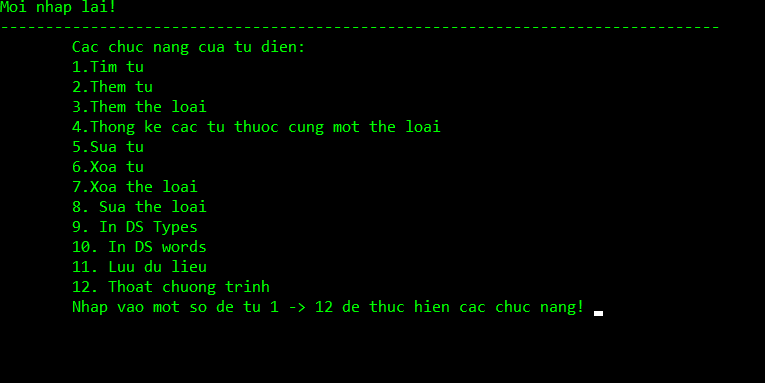 Moi nhap lai!
--------------------------------------------------------------------------------
Cac chuc nang cua tu dien:
1.Tim tu
2.Them tu
3.Them the loai
4.Thong ke cac tu thuoc cung mot the loai
5.Sua tu
6.Xoa tu
7.Xoa the loai
8. Sua the loai
9. In DS Types
10. In DS words
11. Luu du lieu
12. Thoat chuong trinh
Nhap vao mot so de tu 1 -> 12 de thuc hien cac chuc nang!